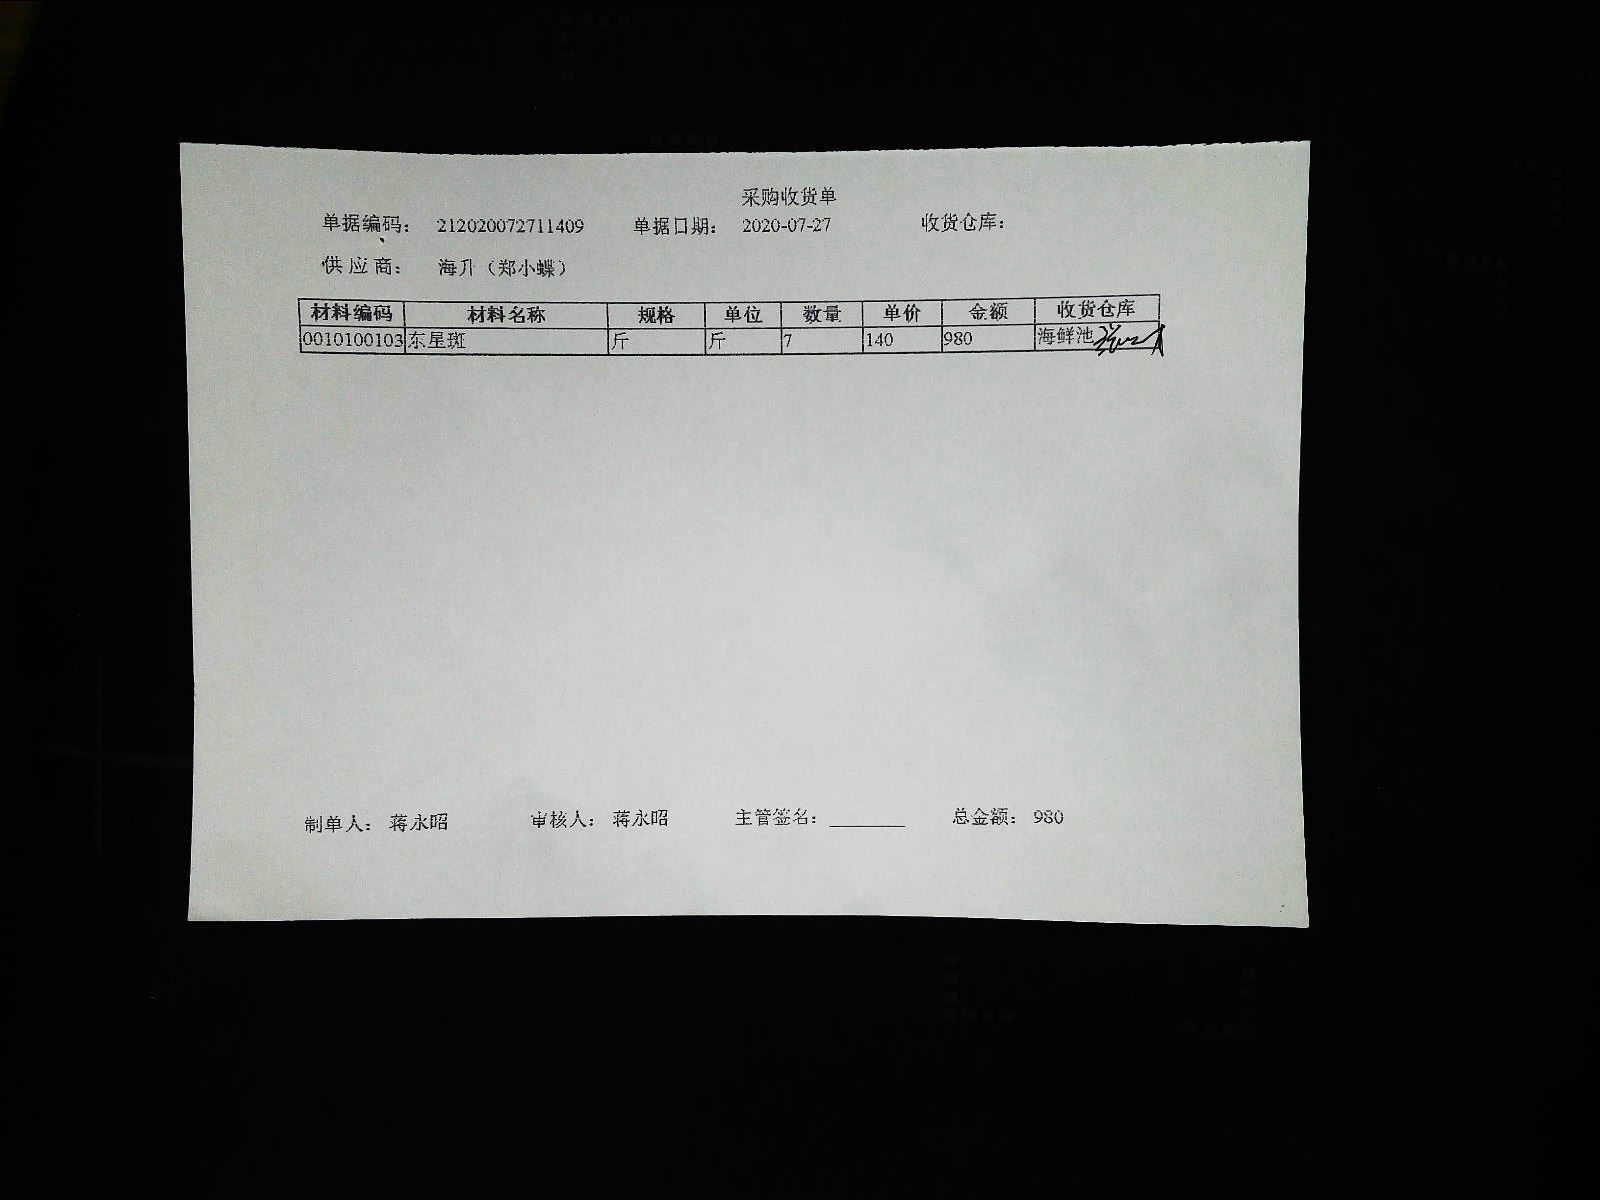 采购收货单
单据编码： 212020072711409 单据日期： 2020-07-27 收货仓库：
供应商： 海升（郑小蝶）
材料编码 材料名称 规格 单位 数量 单价 金额 收货仓库
0010100103 东星斑 斤 斤 7 140 980 海鲜池
制单人： 蒋永昭 审核人： 蒋永昭 主管签名：________ 总金额： 980